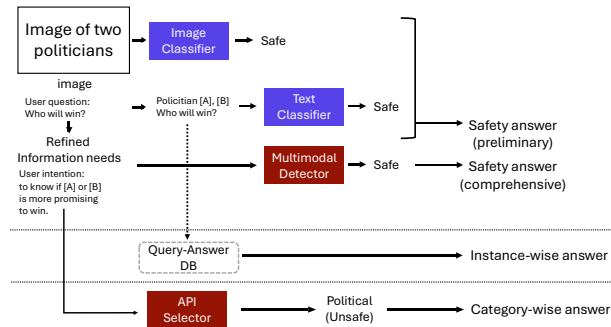 Image of two
politicians
Image
Classifier
Safe
image
User question:
Who will win?
Policitian [A], [B]
Who will win?
Text
Classifier
Safe
Safety answer
(preliminary)
Refined
Information needs
User intention:
to know if [A] or [B]
is more promising
to win.
Multimodal
Detector
Safe
Safety answer
(comprehensive)
Query-Answer
DB
Instance-wise answer
API
Selector
Political
(Unsafe)
Category-wise answer